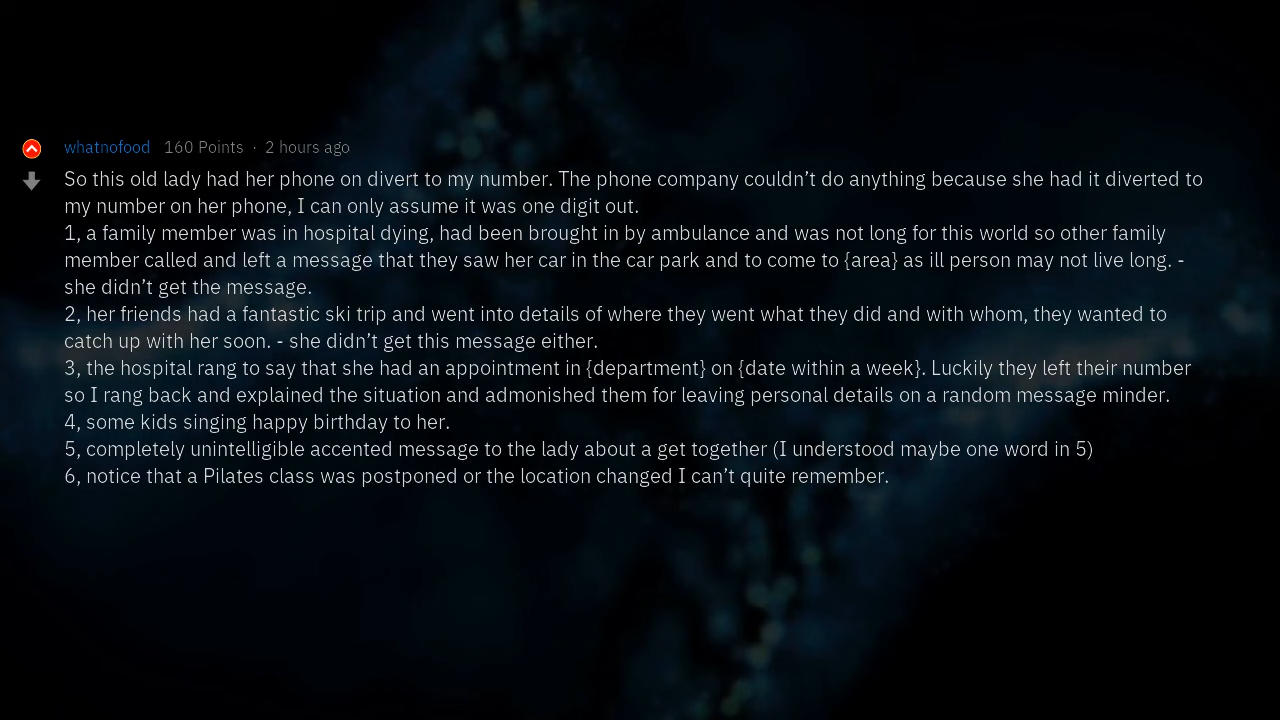 whatnofood 160 Points · 2 hours ago
So this old lady had her phone on divert to my number. The phone company couldn’t do anything because she had it diverted to
my number on her phone, I can only assume it was one digit out.
1, a family member was in hospital dying, had been brought in by ambulance and was not long for this world so other family
member called and left a message that they saw her car in the car park and to come to {area} as ill person may not live long. -
she didn’t get the message.
2, her friends had a fantastic ski trip and went into details of where they went what they did and with whom, they wanted to
catch up with her soon. - she didn’t get this message either.
3, the hospital rang to say that she had an appointment in {department} on {date within a week}. Luckily they left their number
so I rang back and explained the situation and admonished them for leaving personal details on a random message minder.
4, some kids singing happy birthday to her.
5, completely unintelligible accented message to the lady about a get together (I understood maybe one word in 5)
6, notice that a Pilates class was postponed or the location changed I can’t quite remember.